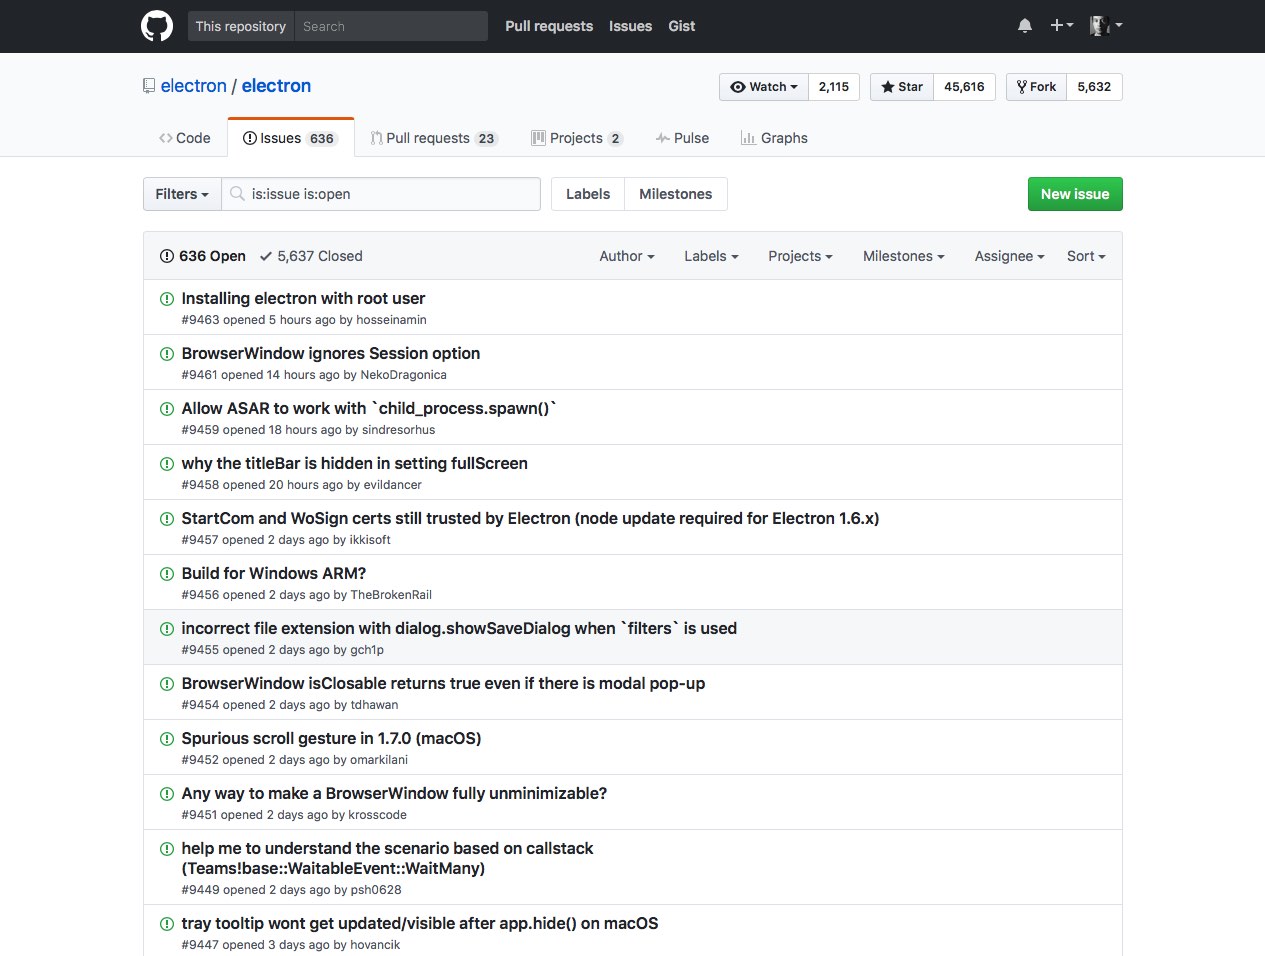 This repository Search Pull requests Issues Gist
electron / electron Watch 2,115 Star 45,616 Fork 5,632
Code Issues 636 Pull requests 23 Projects 2 Pulse Graphs
Filters is:issue is:open Labels Milestones New issue
636 Open 5,637 Closed Author Labels Projects Milestones Assignee Sort
Installing electron with root user
#9463 opened 5 hours ago by hosseinamin
BrowserWindow ignores Session option
#9461 opened 14 hours ago by NekoDragonica
Allow ASAR to work with `child_process.spawn()`
#9459 opened 18 hours ago by sindresorhus
why the titleBar is hidden in setting fullScreen
#9458 opened 20 hours ago by evildancer
StartCom and WoSign certs still trusted by Electron (node update required for Electron 1.6.x)
#9457 opened 2 days ago by ikkisoft
Build for Windows ARM?
#9456 opened 2 days ago by TheBrokenRail
incorrect file extension with dialog.showSaveDialog when `filters` is used
#9455 opened 2 days ago by gch1p
BrowserWindow isClosable returns true even if there is modal pop-up
#9454 opened 2 days ago by tdhawan
Spurious scroll gesture in 1.7.0 (macOS)
#9452 opened 2 days ago by omarkilani
Any way to make a BrowserWindow fully unminimizable?
#9451 opened 2 days ago by krosscode
help me to understand the scenario based on callstack
(Teams!base::WaitableEvent::WaitMany)
#9449 opened 2 days ago by psh0628
tray tooltip wont get updated/visible after app.hide() on macOS
#9447 opened 3 days ago by hovancik